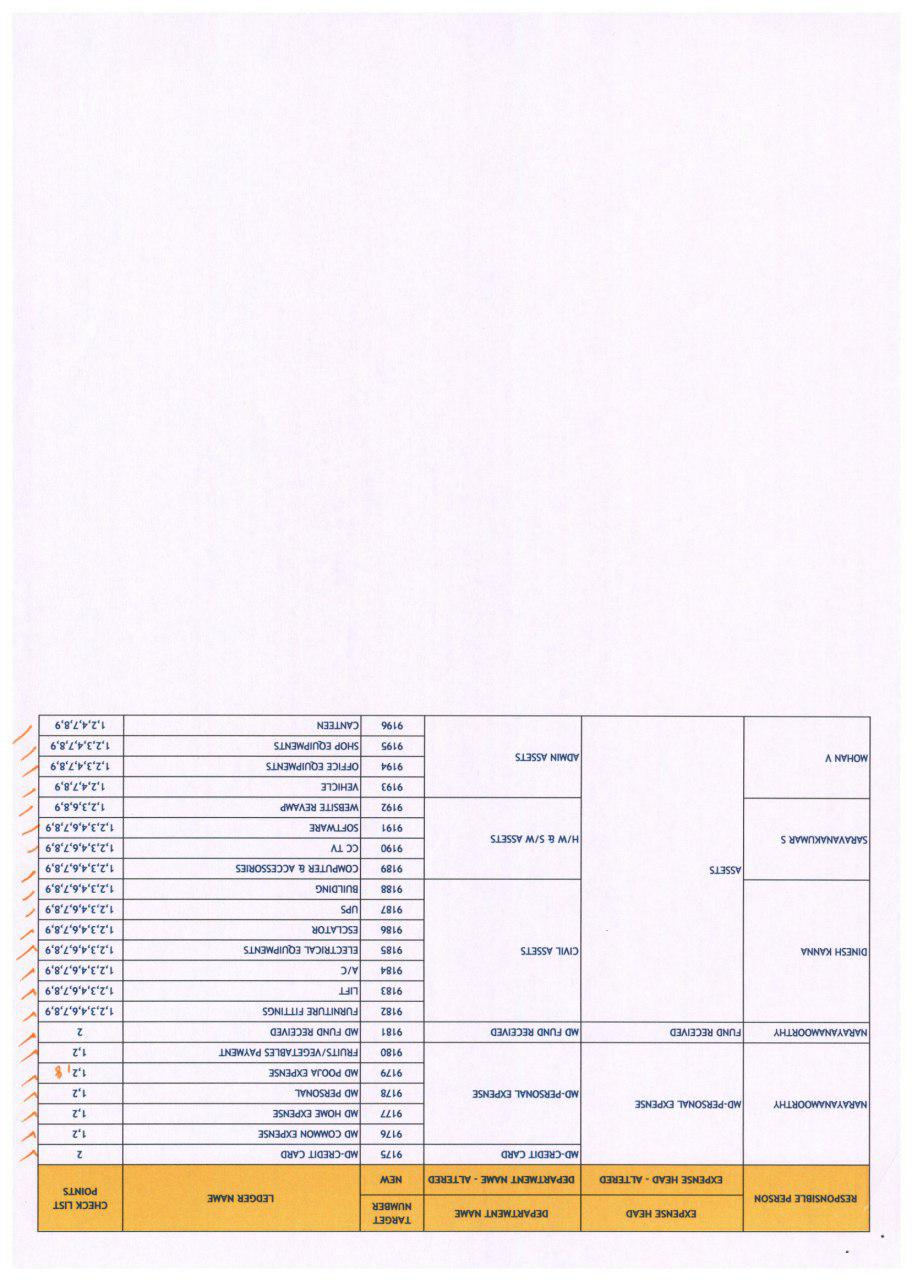 RESPONSIBLE PERSON EXPENSE HEAD DEPARTMENT NAME TARGET NUMBER LEDGER NAME CHECK LIST POINTS
EXPENSE HEAD - ALTERED DEPARTMENT NAME - ALTERED NEW
NARAYANAMOORTHY MD-PERSONAL EXPENSE MD-CREDIT CARD 9175 MD-CREDIT CARD 2
MD-PERSONAL EXPENSE 9176 MD COMMON EXPENSE 1,2
9177 MD HOME EXPENSE 1,2
9178 MD PERSONAL 1,2
9179 MD POOJA EXPENSE 1,2, 8
9180 FRUITS/VEGETABLES PAYMENT 1,2
NARAYANAMOORTHY FUND RECEIVED MD FUND RECEIVED 9181 MD FUND RECEIVED 2
DINESH KANNA ASSETS CIVIL ASSETS 9182 FURNITURE FITTINGS 1,2,3,4,6,7,8,9
9183 LIFT 1,2,3,4,6,7,8,9
9184 A/C 1,2,3,4,6,7,8,9
9185 ELECTRICAL EQUIPMENTS 1,2,3,4,6,7,8,9
9186 ESCLATOR 1,2,3,4,6,7,8,9
9187 UPS 1,2,3,4,6,7,8,9
9188 BUILDING 1,2,3,4,6,7,8,9
SARAVANAKUMAR S H/W & S/W ASSETS 9189 COMPUTER & ACCESSORIES 1,2,3,4,6,7,8,9
9190 CC TV 1,2,3,4,6,7,8,9
9191 SOFTWARE 1,2,3,4,6,7,8,9
9192 WEBSITE REVAMP 1,2,3,6,8,9
MOHAN V ADMIN ASSETS 9193 VEHICLE 1,2,4,7,8,9
9194 OFFICE EQUIPMENTS 1,2,3,4,7,8,9
9195 SHOP EQUIPMENTS 1,2,3,4,7,8,9
9196 CANTEEN 1,2,4,7,8,9